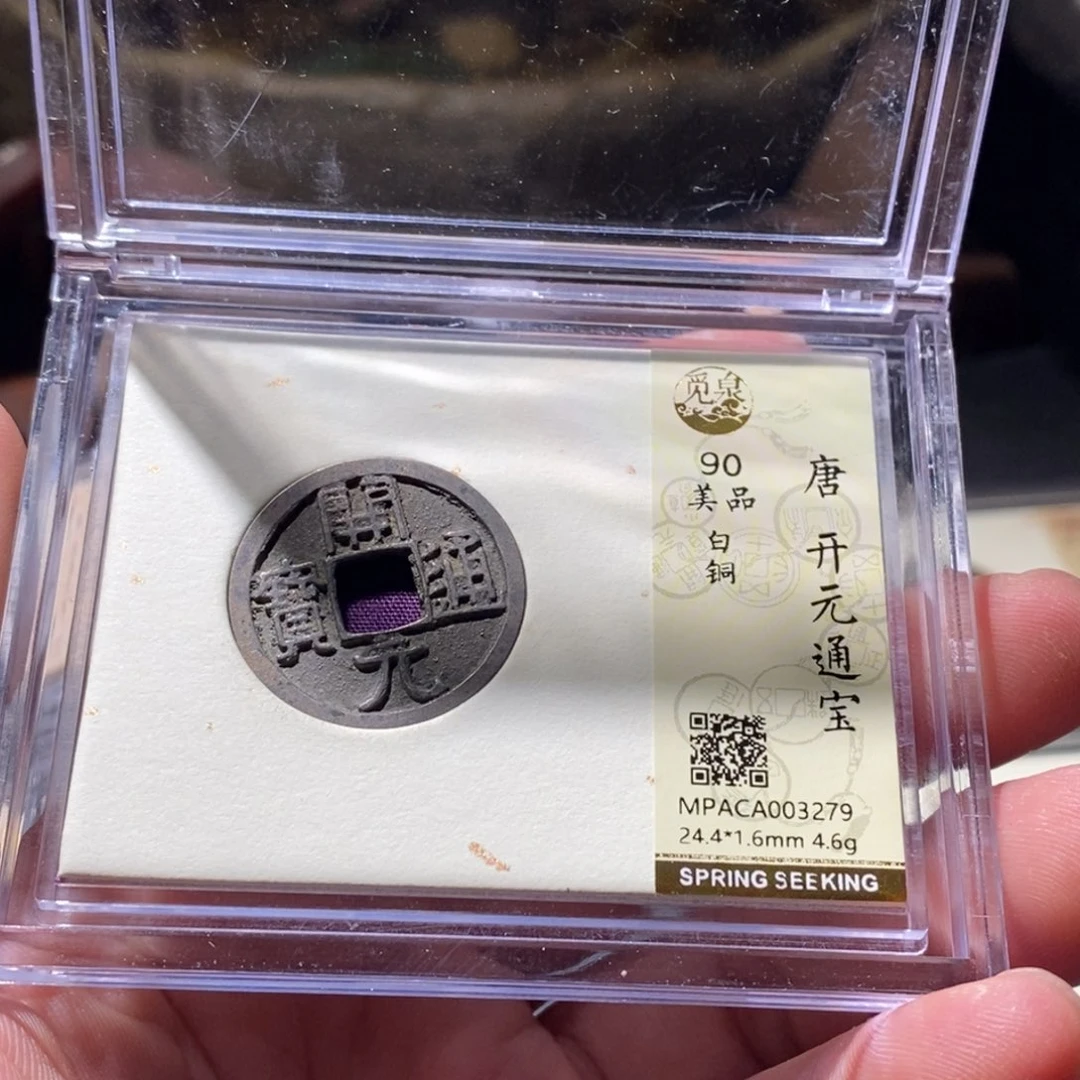 開
通
元
寶
觅泉
90
美品
白铜
唐 开元通宝
MPACA003279
24.4*1.6mm 4.6g
SPRING SEEKING